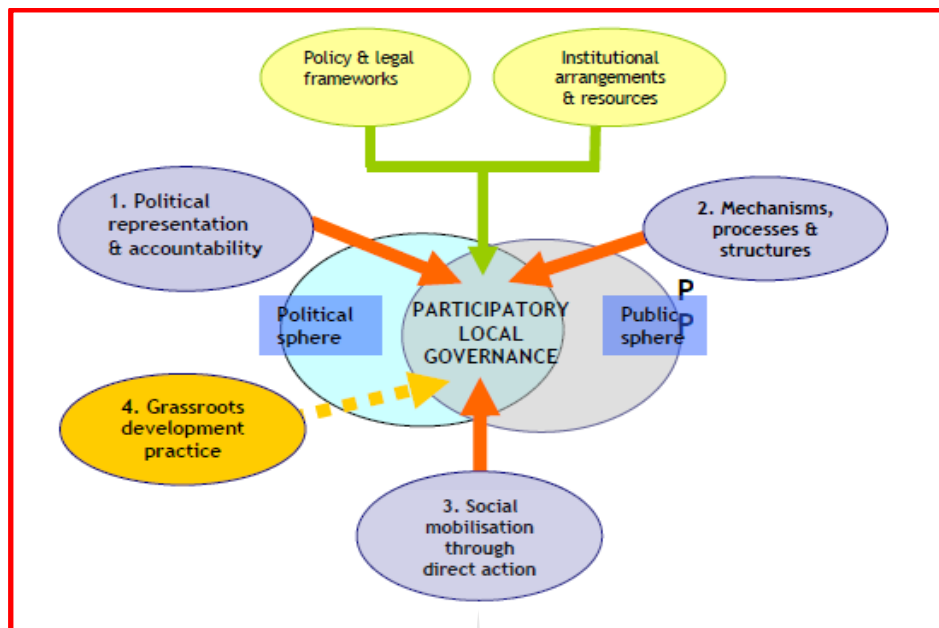 Policy & legal
frameworks
Institutional
arrangements
& resources
1. Political
representation
& accountability
2. Mechanisms,
processes &
structures
Political
sphere
PARTICIPATORY
LOCAL
GOVERNANCE
Public
sphere
P
P
4. Grassroots
development
practice
3. Social
mobilisation
through
direct action